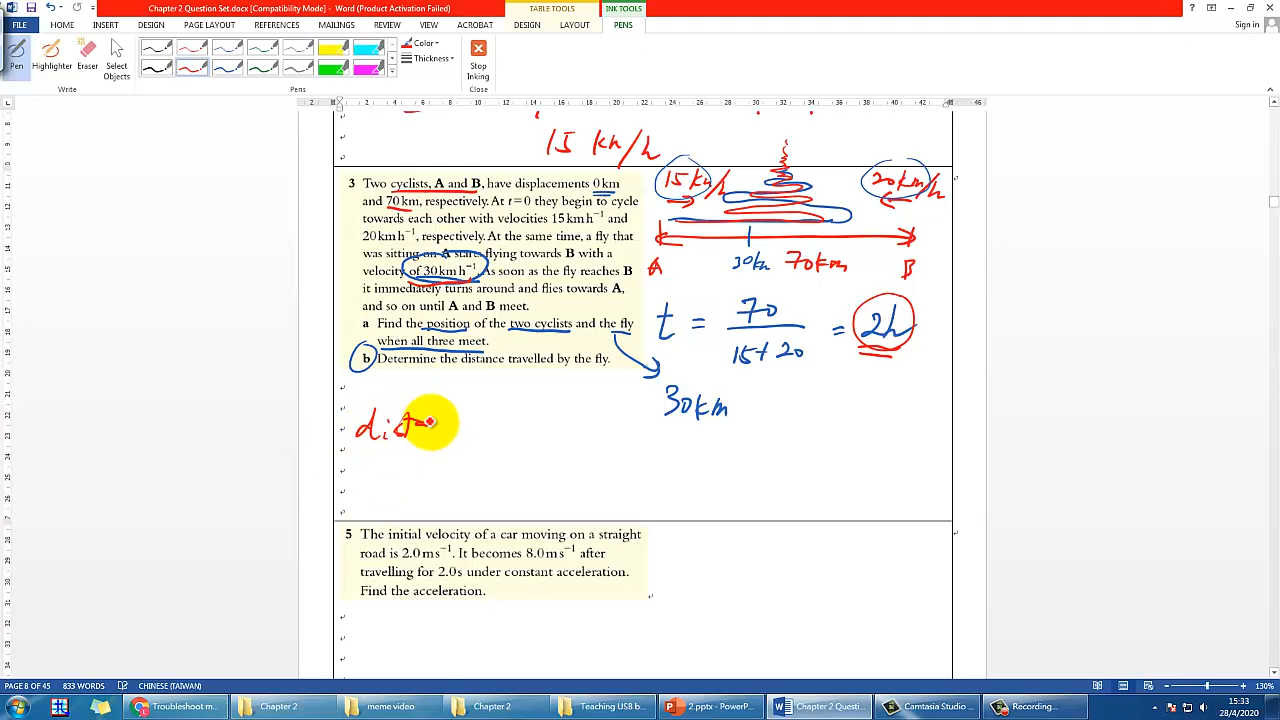 Chapter 2 Question Set.docx [Compatibility Mode] - Word (Product Activation Failed)
TABLE TOOLS
INK TOOLS
FILE HOME INSERT DESIGN PAGE LAYOUT REFERENCES MAILINGS REVIEW VIEW ACROBAT DESIGN LAYOUT PENS
Sign in
Pen Highlighter Eraser Select Objects
Color
Thickness
Stop Inking
Write Pens Close
15 km/h
3 Two cyclists, A and B, have displacements 0 km
and 70 km, respectively. At t = 0 they begin to cycle
towards each other with velocities 15 km h⁻¹ and
20 km h⁻¹, respectively. At the same time, a fly that
was sitting on A starts flying towards B with a
velocity of 30 km h⁻¹. As soon as the fly reaches B
it immediately turns around and flies towards A,
and so on until A and B meet.
a Find the position of the two cyclists and the fly
when all three meet.
b Determine the distance travelled by the fly.
15 km/h 20 km/h
A 30km 70km B
t = 70 / 15+20 = 2h
30km
dist
5 The initial velocity of a car moving on a straight
road is 2.0 m s⁻¹. It becomes 8.0 m s⁻¹ after
travelling for 2.0 s under constant acceleration.
Find the acceleration.
PAGE 8 OF 45 833 WORDS CHINESE (TAIWAN) 130%
Troubleshoot m... Chapter 2 meme video Chapter 2 Teaching USB b... 2.pptx - PowerP... Chapter 2 Questi... Camtasia Studio ... Recording...
15:33
28/4/2020